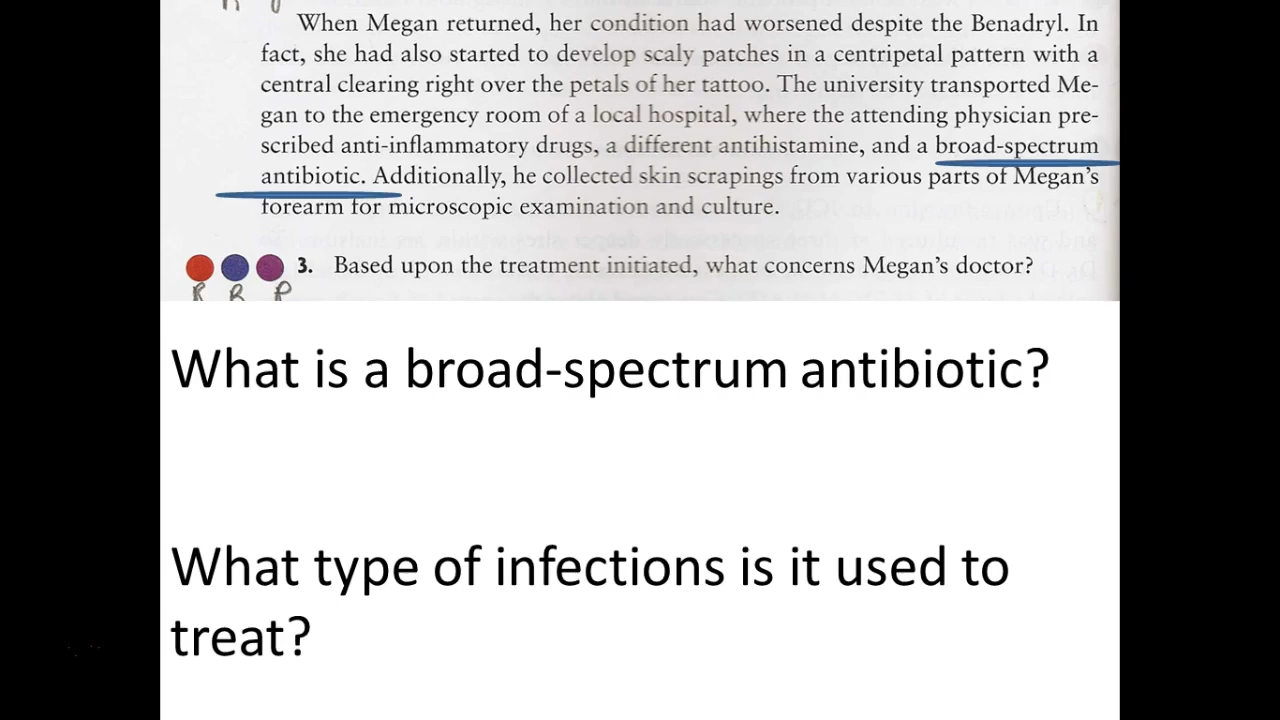 When Megan returned, her condition had worsened despite the Benadryl. In
fact, she had also started to develop scaly patches in a centripetal pattern with a
central clearing right over the petals of her tattoo. The university transported Me-
gan to the emergency room of a local hospital, where the attending physician pre-
scribed anti-inflammatory drugs, a different antihistamine, and a broad-spectrum
antibiotic. Additionally, he collected skin scrapings from various parts of Megan's
forearm for microscopic examination and culture.
3. Based upon the treatment initiated, what concerns Megan's doctor?
R B P
What is a broad-spectrum antibiotic?
What type of infections is it used to
treat?